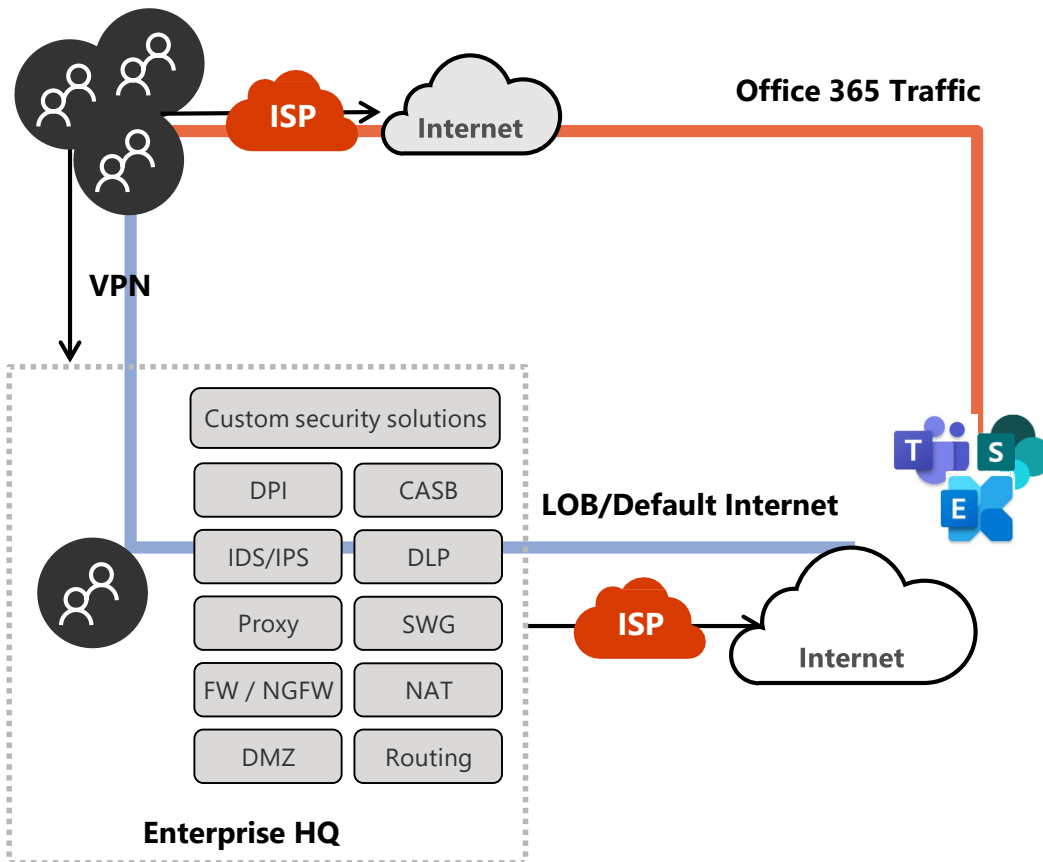 ISP
Internet
Office 365 Traffic
VPN
Custom security solutions
DPI
CASB
IDS/IPS
DLP
Proxy
SWG
FW / NGFW
NAT
DMZ
Routing
Enterprise HQ
LOB/Default Internet
ISP
Internet
T
S
E